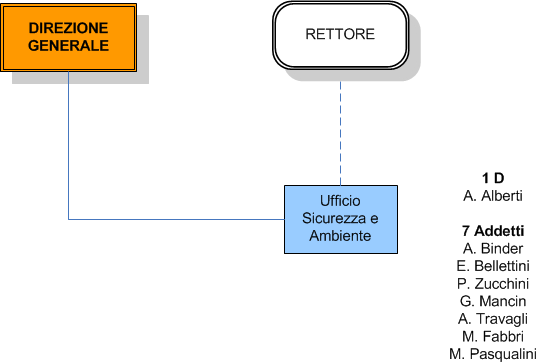 DIREZIONE
GENERALE
RETTORE
Ufficio
Sicurezza e
Ambiente
1 D
A. Alberti
7 Addetti
A. Binder
E. Bellettini
P. Zucchini
G. Mancin
A. Travagli
M. Fabbri
M. Pasqualini